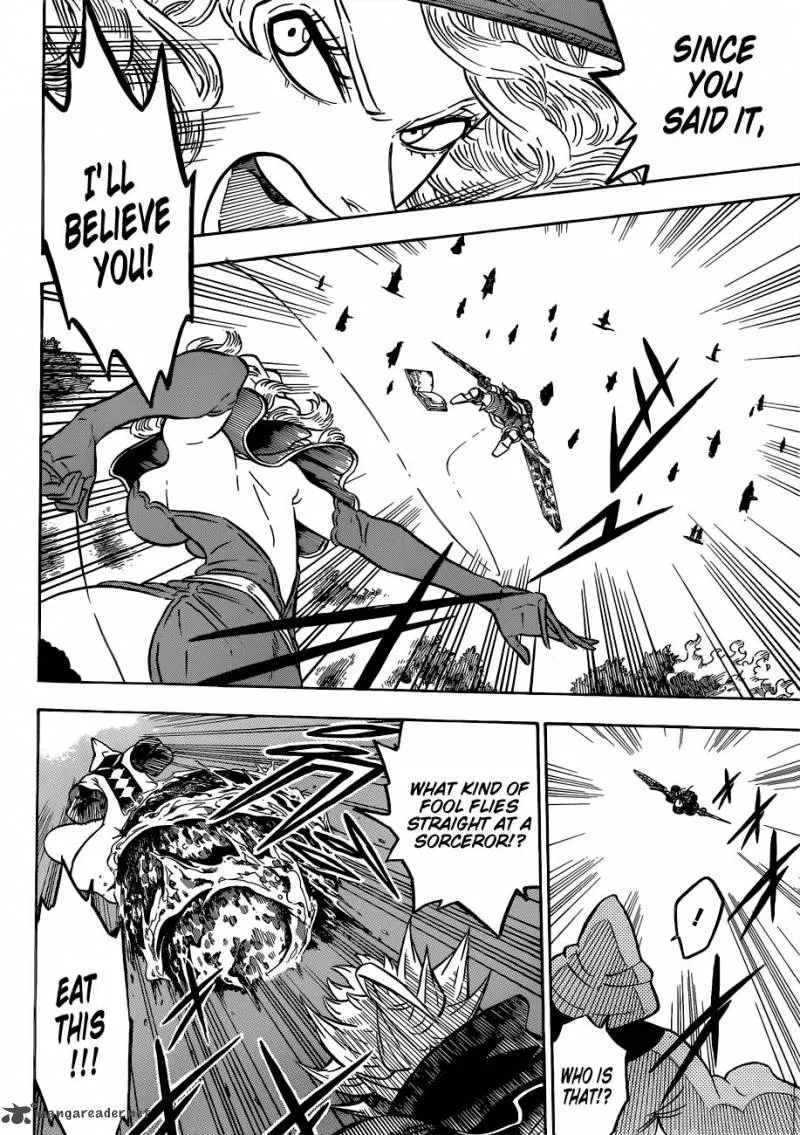 SINCE
YOU
SAID IT,
I'LL
BELIEVE
YOU!
!
WHO IS
THAT!?
WHAT KIND OF
FOOL FLIES
STRAIGHT AT A
SORCEROR!?
EAT
THIS
!!!
mangareader.net